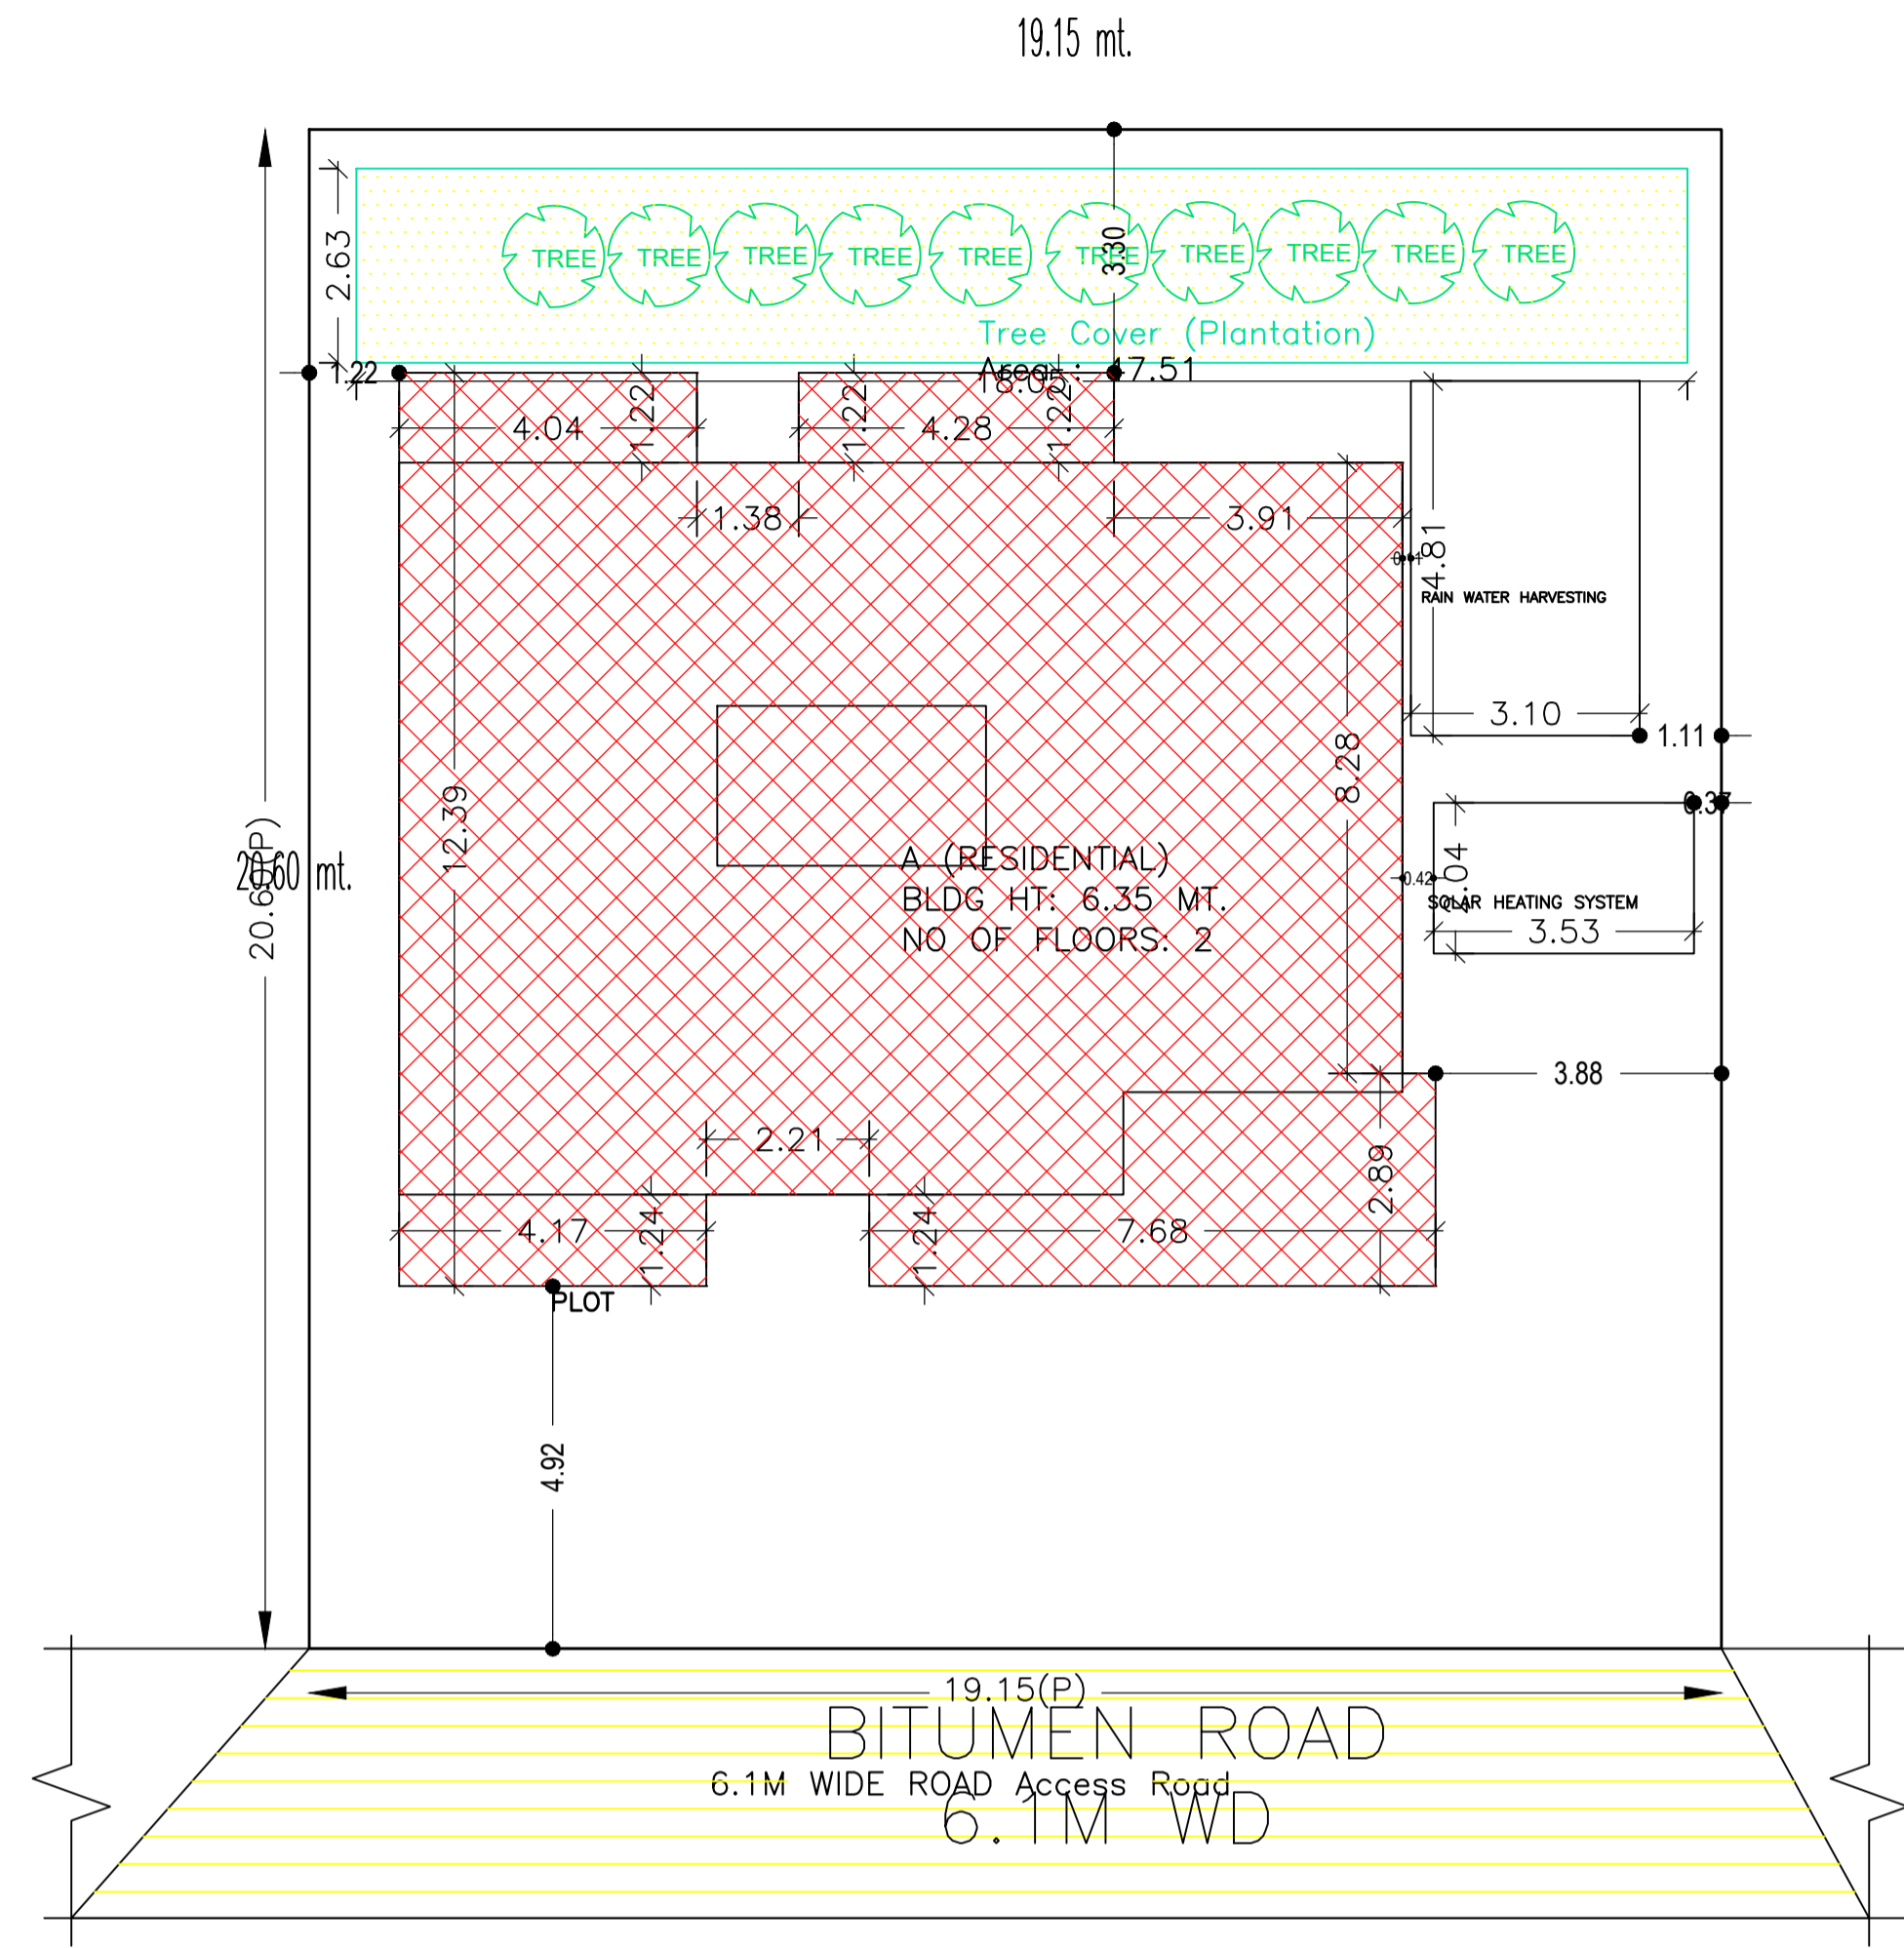 19.15 mt.
2.63
TREE TREE TREE TREE TREE TREE TREE TREE TREE TREE
3.30
Tree Cover (Plantation)
1.22
18.05
1.22
1.22
1.22
4.04
4.28
1.38
3.91
4.81
RAIN WATER HARVESTING
3.10
1.11
8.28
0.37
12.39
20.60(P)
20.60 mt.
A (RESIDENTIAL)
BLDG HT: 6.35 MT.
NO OF FLOORS: 2
0.42
2.04
SOLAR HEATING SYSTEM
3.53
3.88
2.21
2.89
4.17
1.24
1.24
7.68
PLOT
4.92
19.15(P)
BITUMEN ROAD
6.1M WIDE ROAD Access Road
6.1M WD